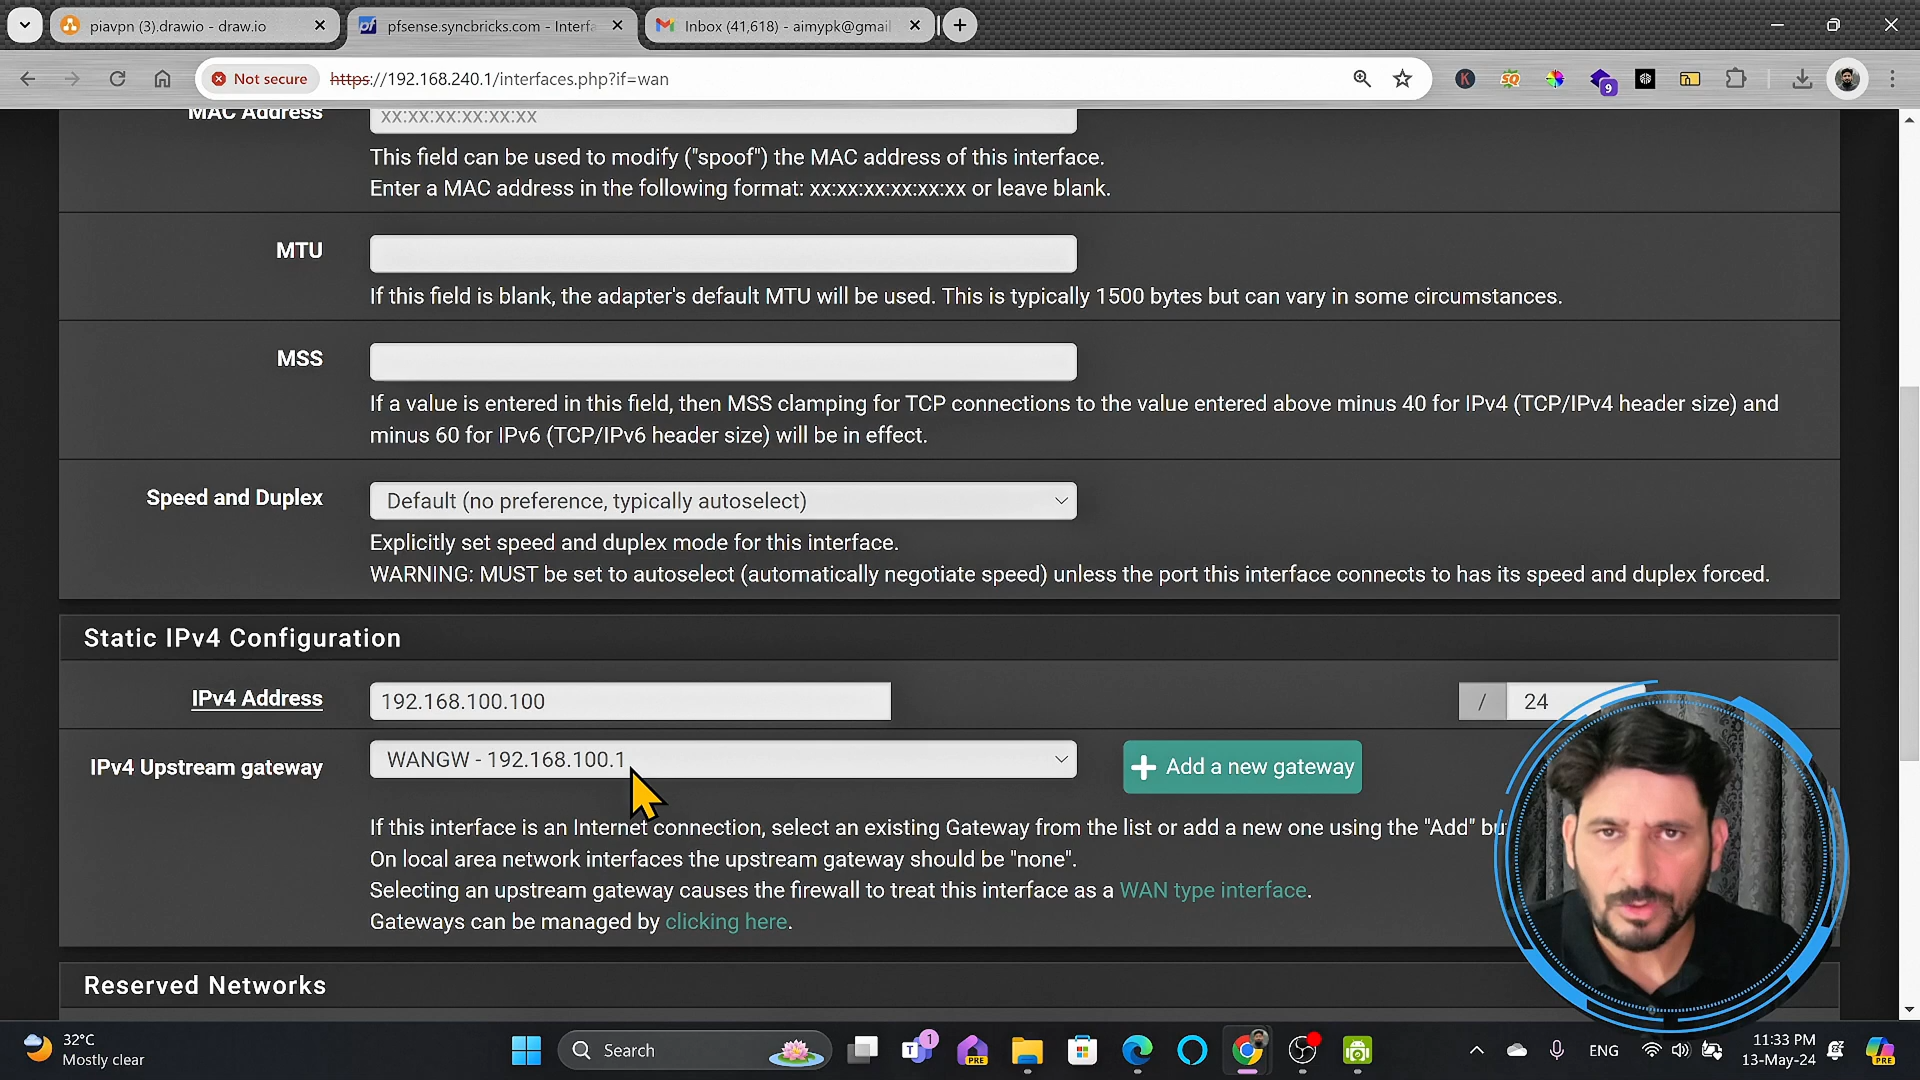 piavpn (3).drawio - draw.io
pfsense.syncbricks.com - Interfa
Inbox (41,618) - aimypk@gmail
Not secure
https://192.168.240.1/interfaces.php?if=wan
K
SQ
9
MAC Address
xx:xx:xx:xx:xx:xx
This field can be used to modify ("spoof") the MAC address of this interface.
Enter a MAC address in the following format: xx:xx:xx:xx:xx:xx or leave blank.
MTU
If this field is blank, the adapter's default MTU will be used. This is typically 1500 bytes but can vary in some circumstances.
MSS
If a value is entered in this field, then MSS clamping for TCP connections to the value entered above minus 40 for IPv4 (TCP/IPv4 header size) and
minus 60 for IPv6 (TCP/IPv6 header size) will be in effect.
Speed and Duplex
Default (no preference, typically autoselect)
Explicitly set speed and duplex mode for this interface.
WARNING: MUST be set to autoselect (automatically negotiate speed) unless the port this interface connects to has its speed and duplex forced.
Static IPv4 Configuration
IPv4 Address
192.168.100.100
/ 24
IPv4 Upstream gateway
WANGW - 192.168.100.1
Add a new gateway
If this interface is an Internet connection, select an existing Gateway from the list or add a new one using the "Add" bu
On local area network interfaces the upstream gateway should be "none".
Selecting an upstream gateway causes the firewall to treat this interface as a WAN type interface.
Gateways can be managed by clicking here.
Reserved Networks
32°C
Mostly clear
Search
1
PRE
ENG
11:33 PM
13-May-24
PRE